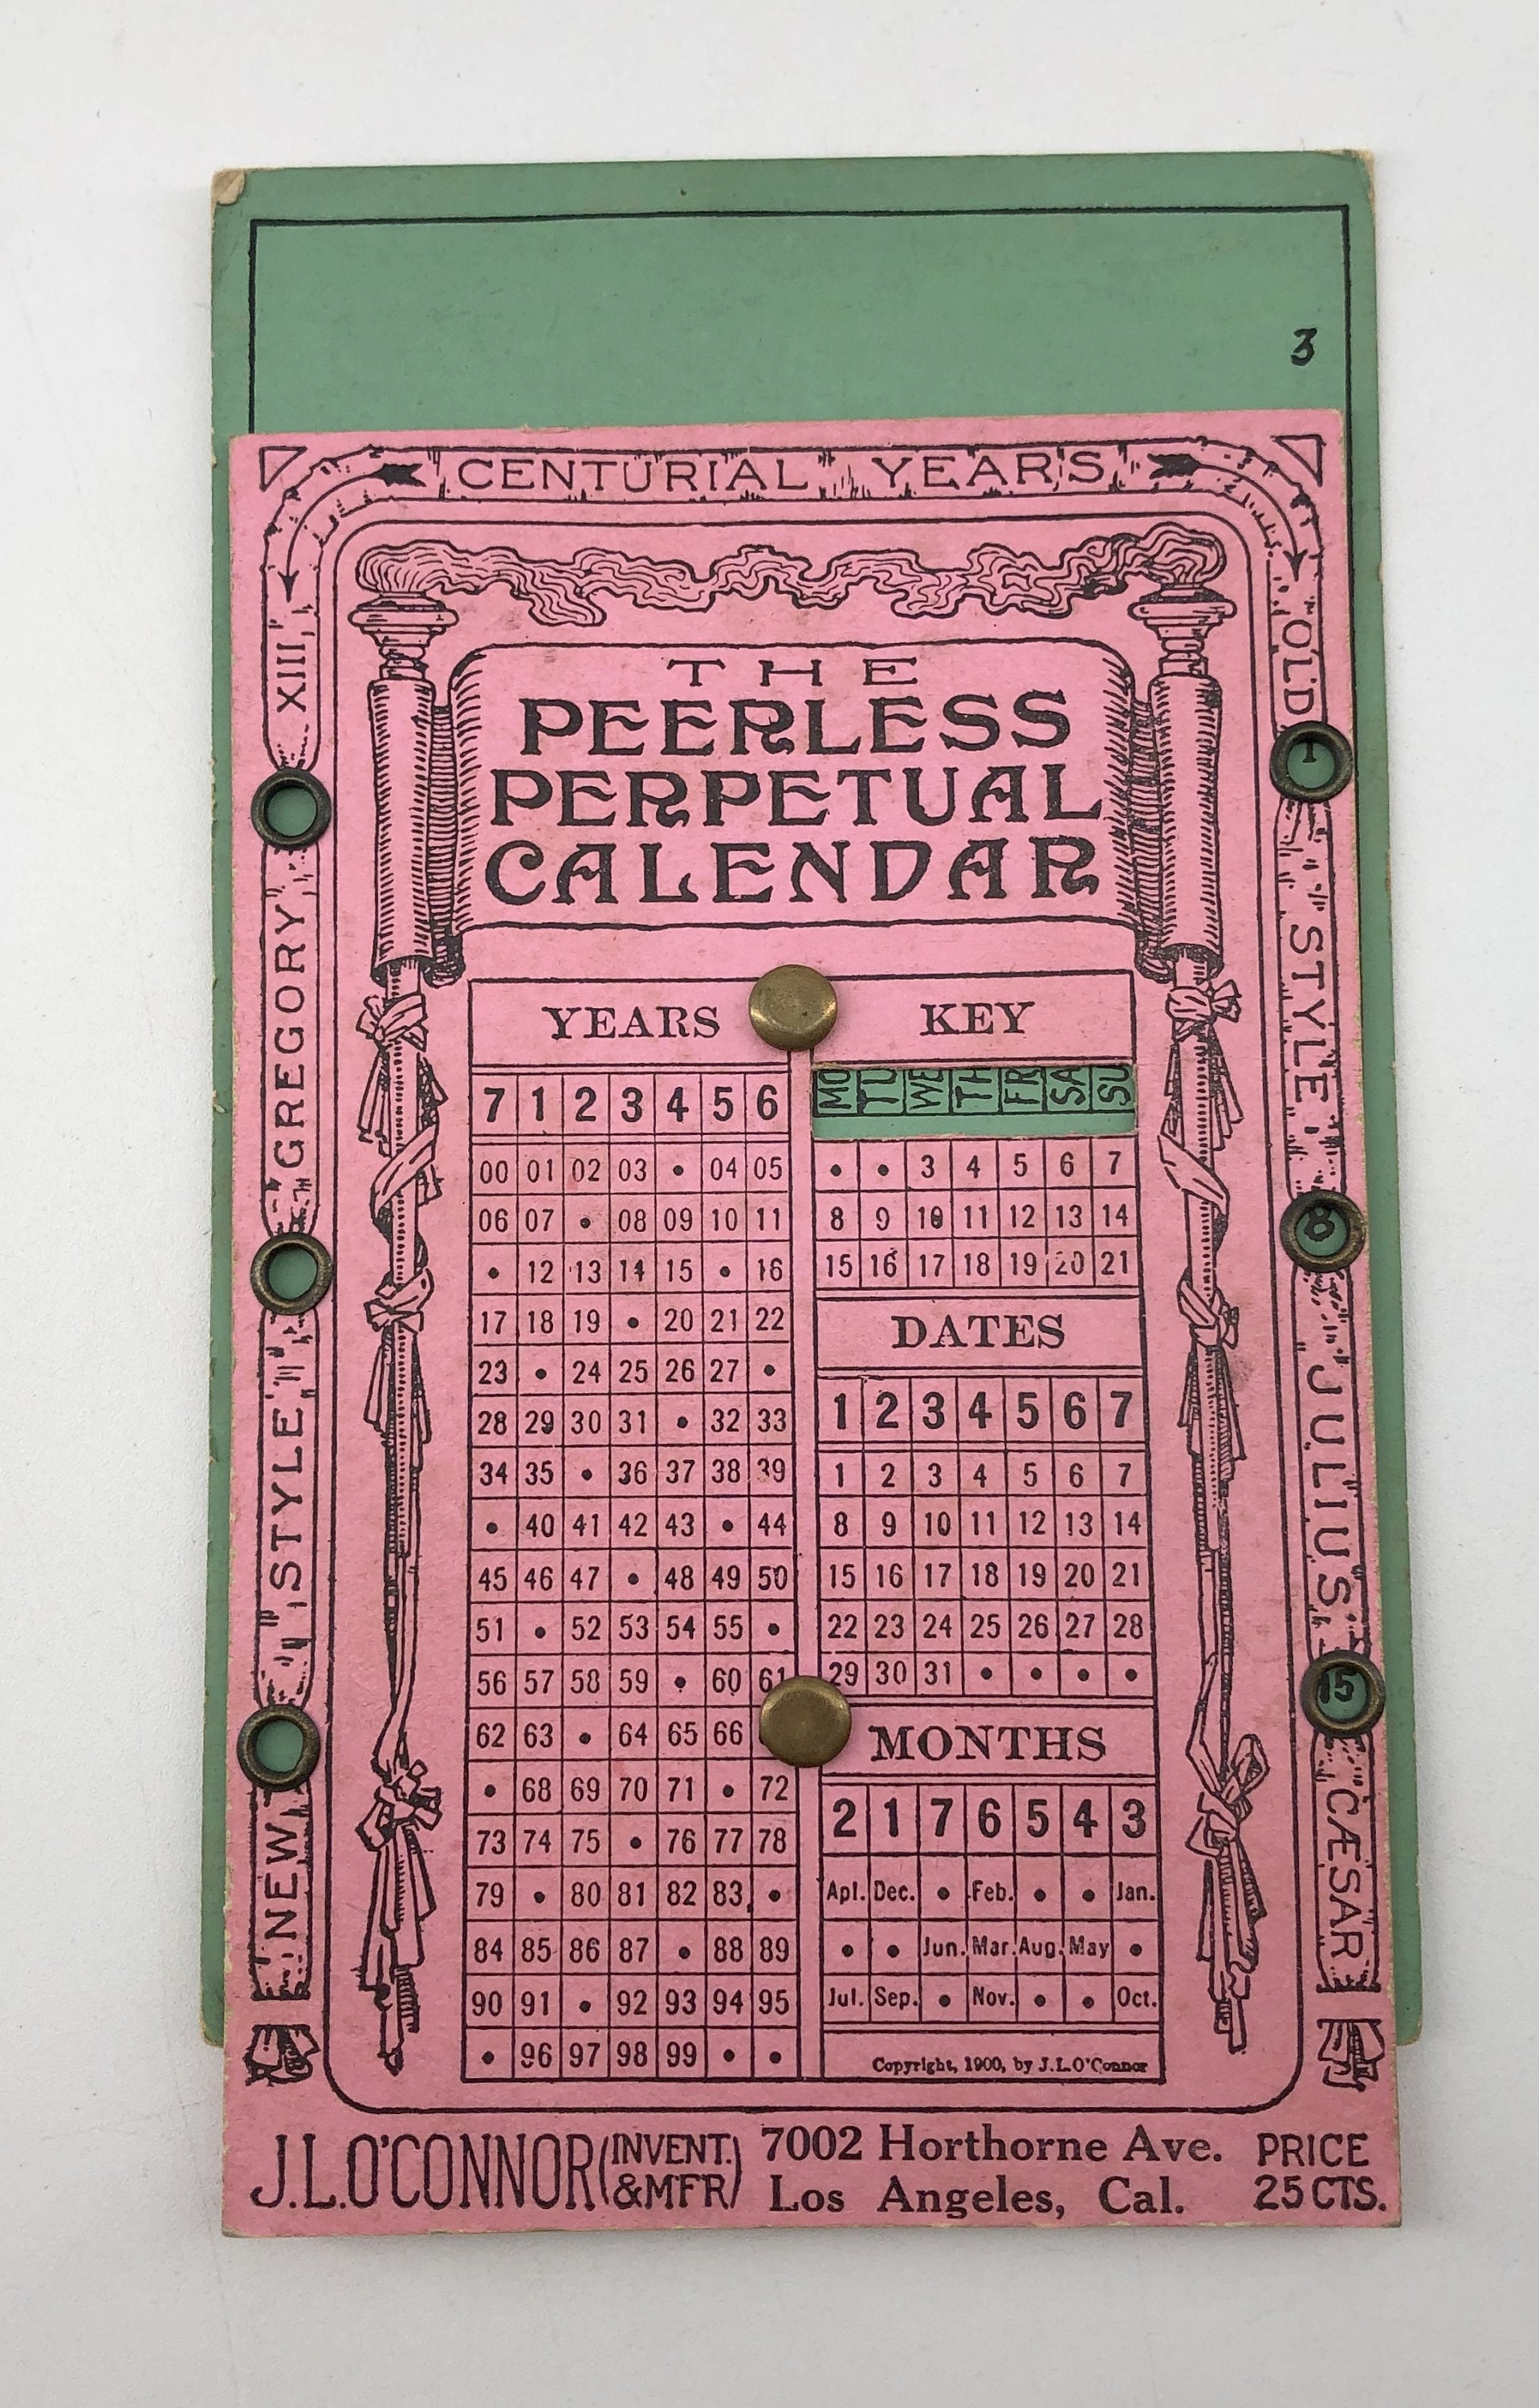 3
CENTURIAL YEARS
NEW STYLE, GREGORY XIII,
OLD STYLE, JULIUS CÆSAR
1
8
15
THE
PEERLESS
PERPETUAL
CALENDAR
YEARS
7 1 2 3 4 5 6
00 01 02 03 • 04 05
06 07 • 08 09 10 11
• 12 13 14 15 • 16
17 18 19 • 20 21 22
23 • 24 25 26 27 •
28 29 30 31 • 32 33
34 35 • 36 37 38 39
• 40 41 42 43 • 44
45 46 47 • 48 49 50
51 • 52 53 54 55 •
56 57 58 59 • 60 61
62 63 • 64 65 66
• 68 69 70 71 • 72
73 74 75 • 76 77 78
79 • 80 81 82 83 •
84 85 86 87 • 88 89
90 91 • 92 93 94 95
• 96 97 98 99 • •
KEY
MO TU WE TH FR SA SU
• • 3 4 5 6 7
8 9 10 11 12 13 14
15 16 17 18 19 20 21
DATES
1 2 3 4 5 6 7
1 2 3 4 5 6 7
8 9 10 11 12 13 14
15 16 17 18 19 20 21
22 23 24 25 26 27 28
29 30 31 • • • •
MONTHS
2 1 7 6 5 4 3
Apl. Dec. • Feb. • • Jan.
• • Jun. Mar. Aug. May •
Jul. Sep. • Nov. • • Oct.
Copyright, 1900, by J.L.O'Connor
J.L.O'CONNOR (INVENT. & MFR)
7002 Horthorne Ave.
Los Angeles, Cal.
PRICE
25 CTS.